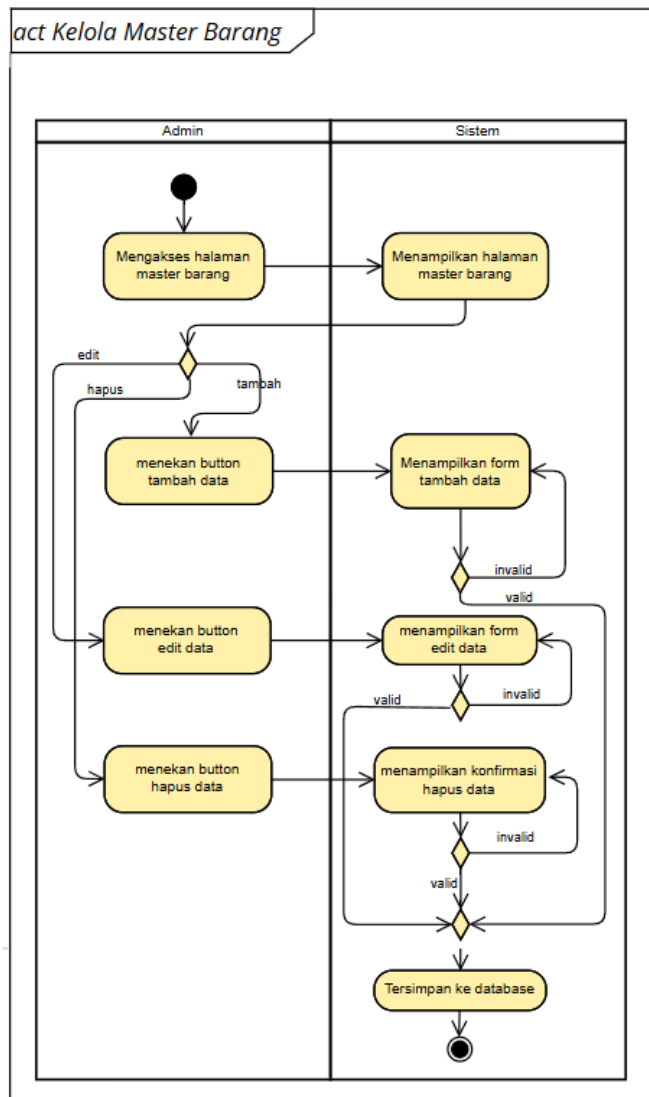 act Kelola Master Barang
Admin
Sistem
Mengakses halaman
master barang
Menampilkan halaman
master barang
edit
hapus
tambah
menekan button
tambah data
Menampilkan form
tambah data
invalid
valid
menekan button
edit data
menampilkan form
edit data
valid
invalid
menekan button
hapus data
menampilkan konfirmasi
hapus data
invalid
valid
Tersimpan ke database